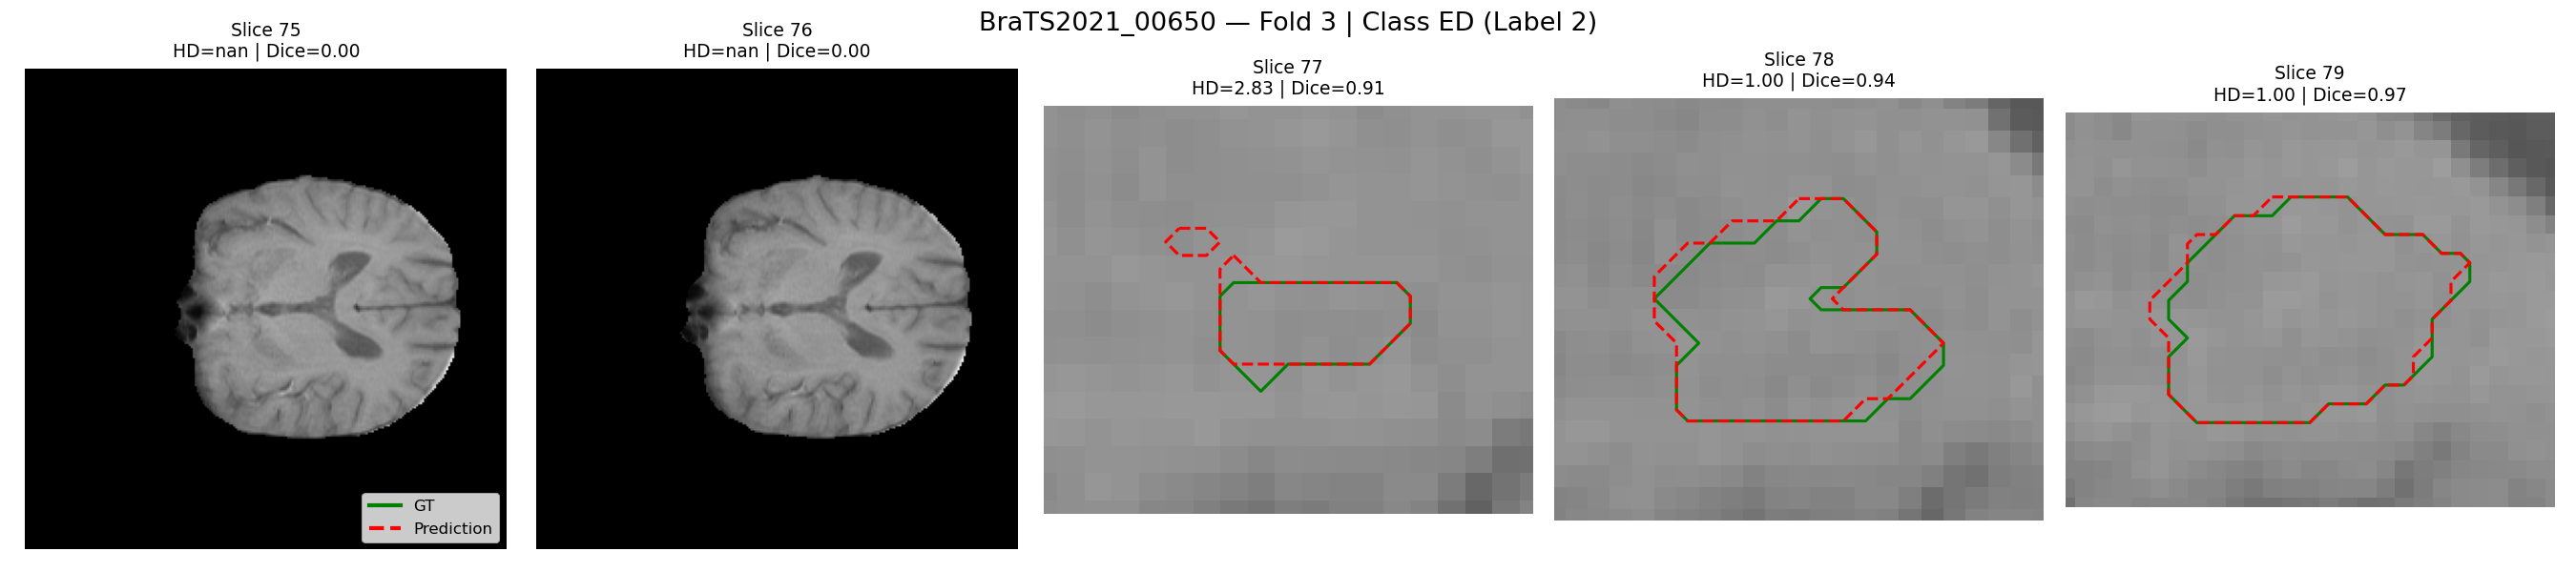 BraTS2021_00650 — Fold 3 | Class ED (Label 2)
Slice 75
HD=nan | Dice=0.00
Slice 76
HD=nan | Dice=0.00
Slice 77
HD=2.83 | Dice=0.91
Slice 78
HD=1.00 | Dice=0.94
Slice 79
HD=1.00 | Dice=0.97
GT
Prediction